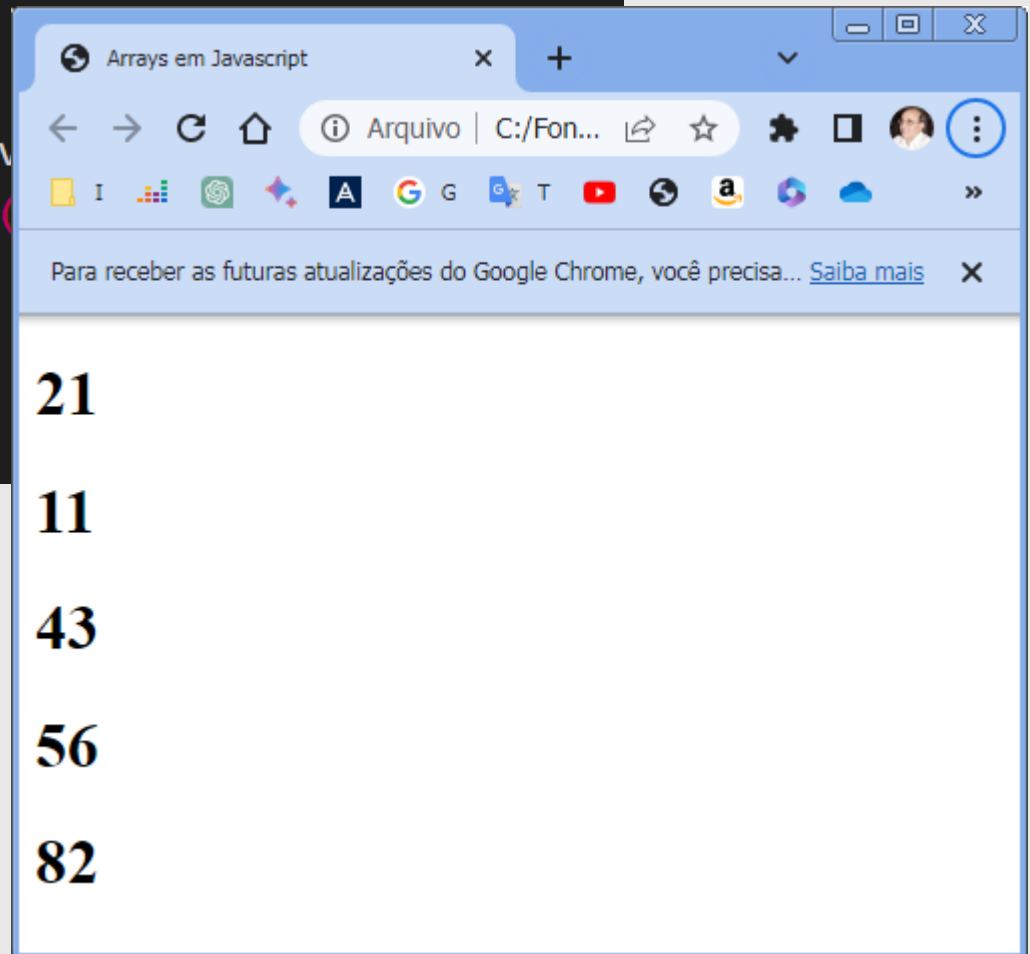 Arrays em Javascript
Arquivo | C:/Fon...
I A G G G T a »
Para receber as futuras atualizações do Google Chrome, você precisa... Saiba mais
21
11
43
56
82